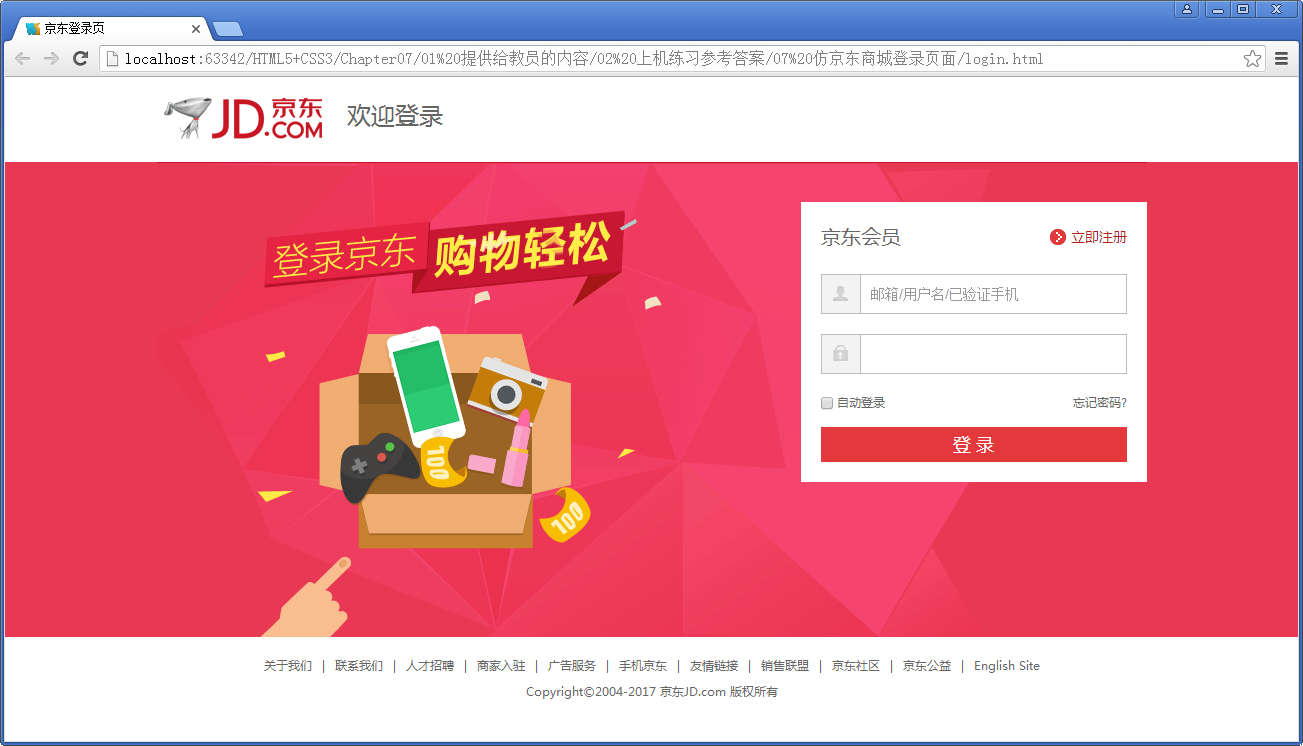 京东登录页
localhost:63342/HTML5+CSS3/Chapter07/01%20提供给教员的内容/02%20上机练习参考答案/07%20仿京东商城登录页面/login.html
JD.COM 京东 欢迎登录
登录京东 购物轻松
京东会员 立即注册
邮箱/用户名/已验证手机
自动登录 忘记密码?
登 录
100
100
关于我们 | 联系我们 | 人才招聘 | 商家入驻 | 广告服务 | 手机京东 | 友情链接 | 销售联盟 | 京东社区 | 京东公益 | English Site
Copyright©2004-2017 京东JD.com 版权所有